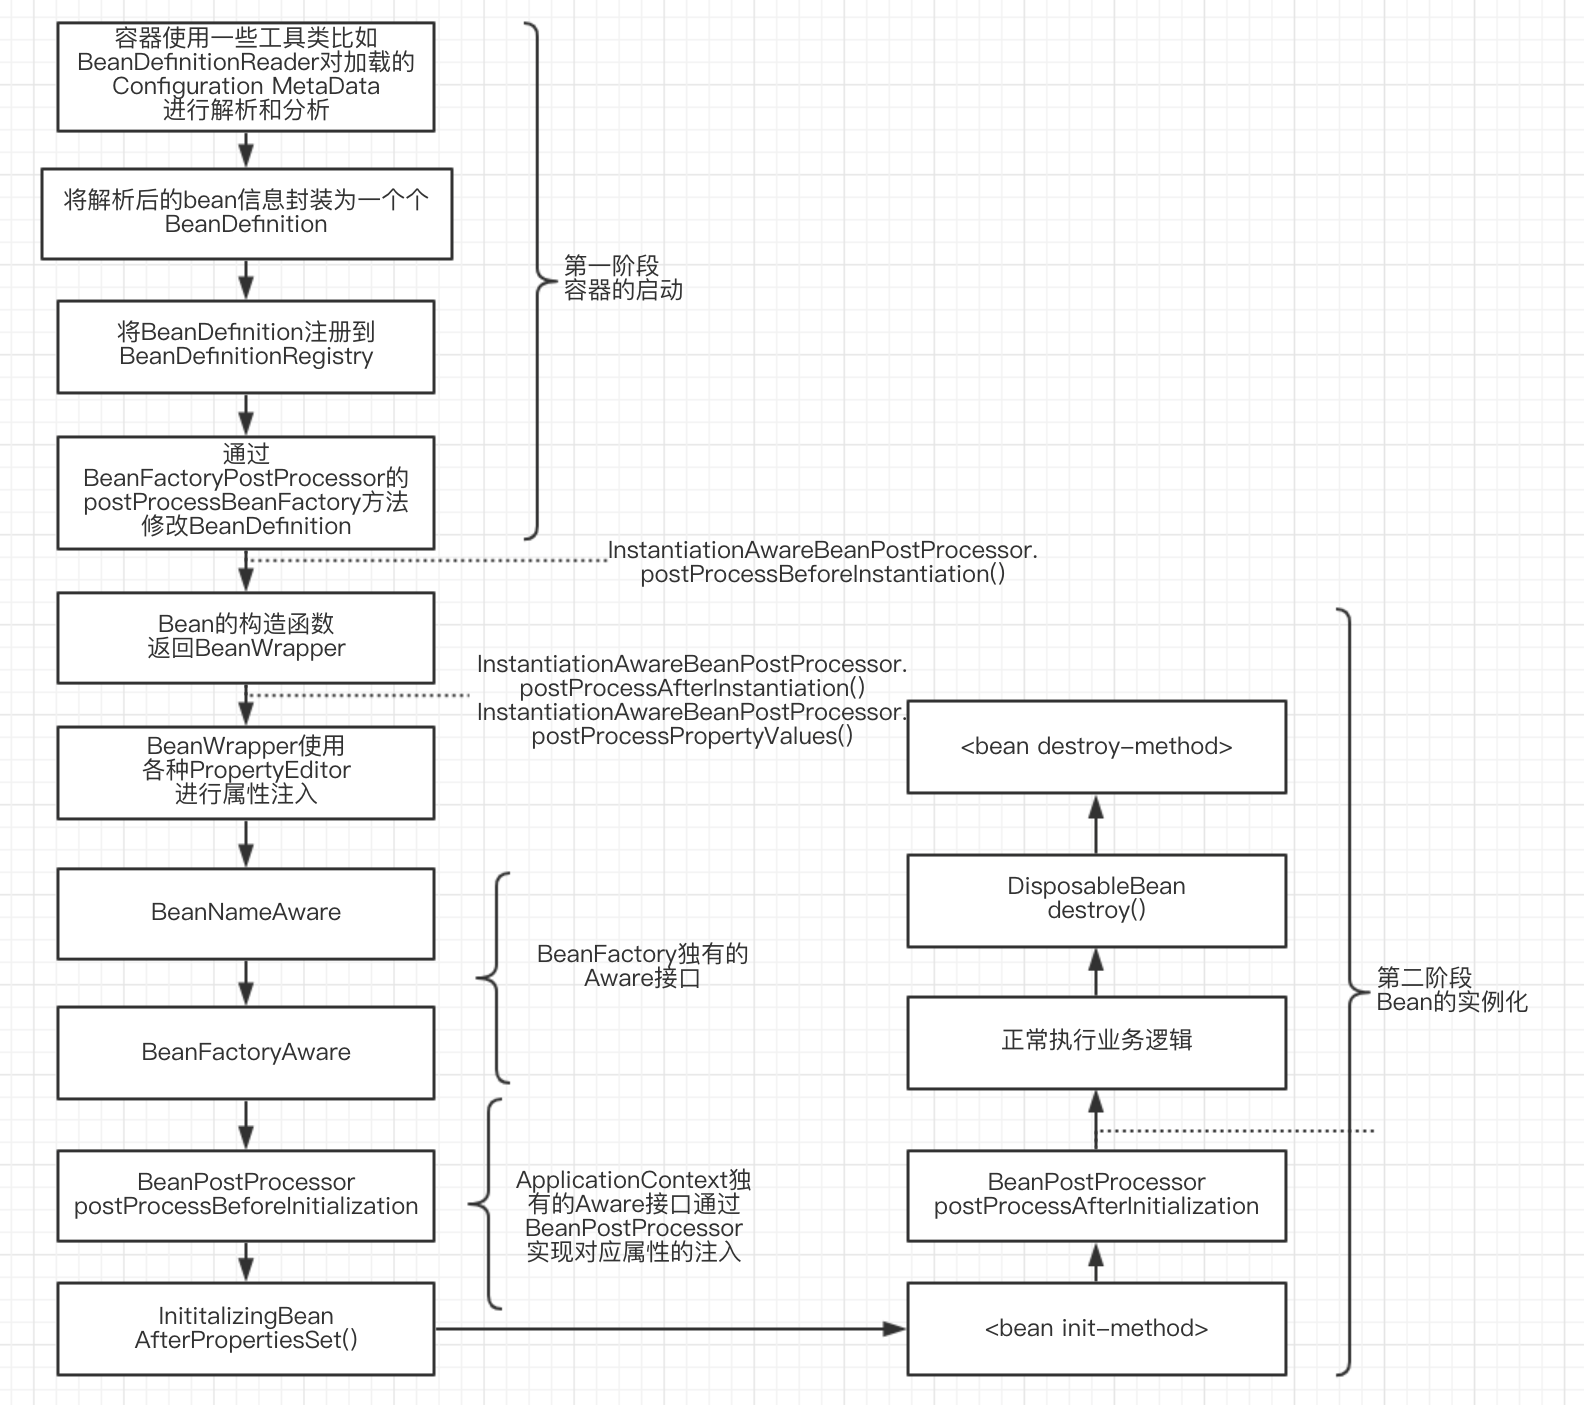 容器使用一些工具类比如
BeanDefinitionReader对加载的
Configuration MetaData
进行解析和分析
将解析后的bean信息封装为一个个
BeanDefinition
将BeanDefinition注册到
BeanDefinitionRegistry
通过
BeanFactoryPostProcessor的
postProcessBeanFactory方法
修改BeanDefinition
第一阶段
容器的启动
InstantiationAwareBeanPostProcessor.
postProcessBeforeInstantiation()
Bean的构造函数
返回BeanWrapper
InstantiationAwareBeanPostProcessor.
postProcessAfterInstantiation()
InstantiationAwareBeanPostProcessor.
postProcessPropertyValues()
BeanWrapper使用
各种PropertyEditor
进行属性注入
BeanNameAware
BeanFactoryAware
BeanFactory独有的
Aware接口
BeanPostProcessor
postProcessBeforeInitialization
ApplicationContext独
有的Aware接口通过
BeanPostProcessor
实现对应属性的注入
InititalizingBean
AfterPropertiesSet()
<bean init-method>
BeanPostProcessor
postProcessAfterInitialization
正常执行业务逻辑
DisposableBean
destroy()
<bean destroy-method>
第二阶段
Bean的实例化